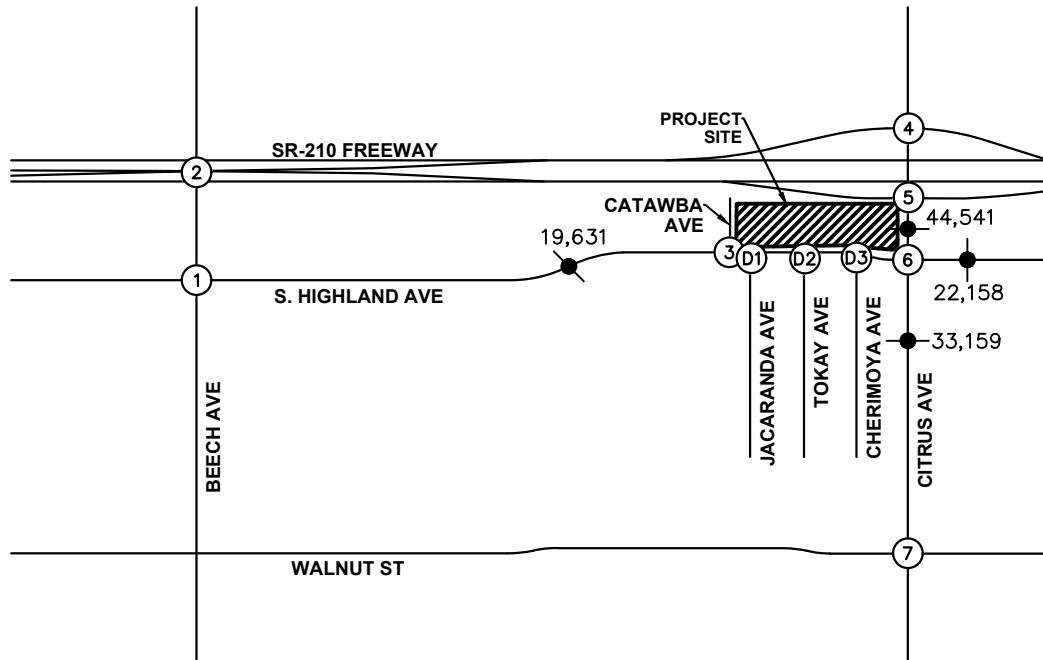 PROJECT
SITE
4
SR-210 FREEWAY
2
CATAWBA
AVE
5
44,541
19,631
3
D1
D2
D3
6
1
S. HIGHLAND AVE
22,158
33,159
BEECH AVE
JACARANDA AVE
TOKAY AVE
CHERIMOYA AVE
CITRUS AVE
7
WALNUT ST